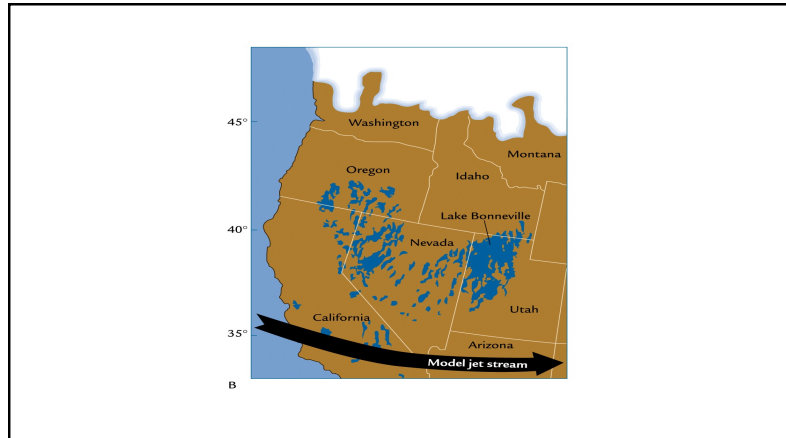 45°
Washington
Montana
Oregon
Idaho
Lake Bonneville
40°
Nevada
Utah
California
35°
Arizona
Model jet stream
B